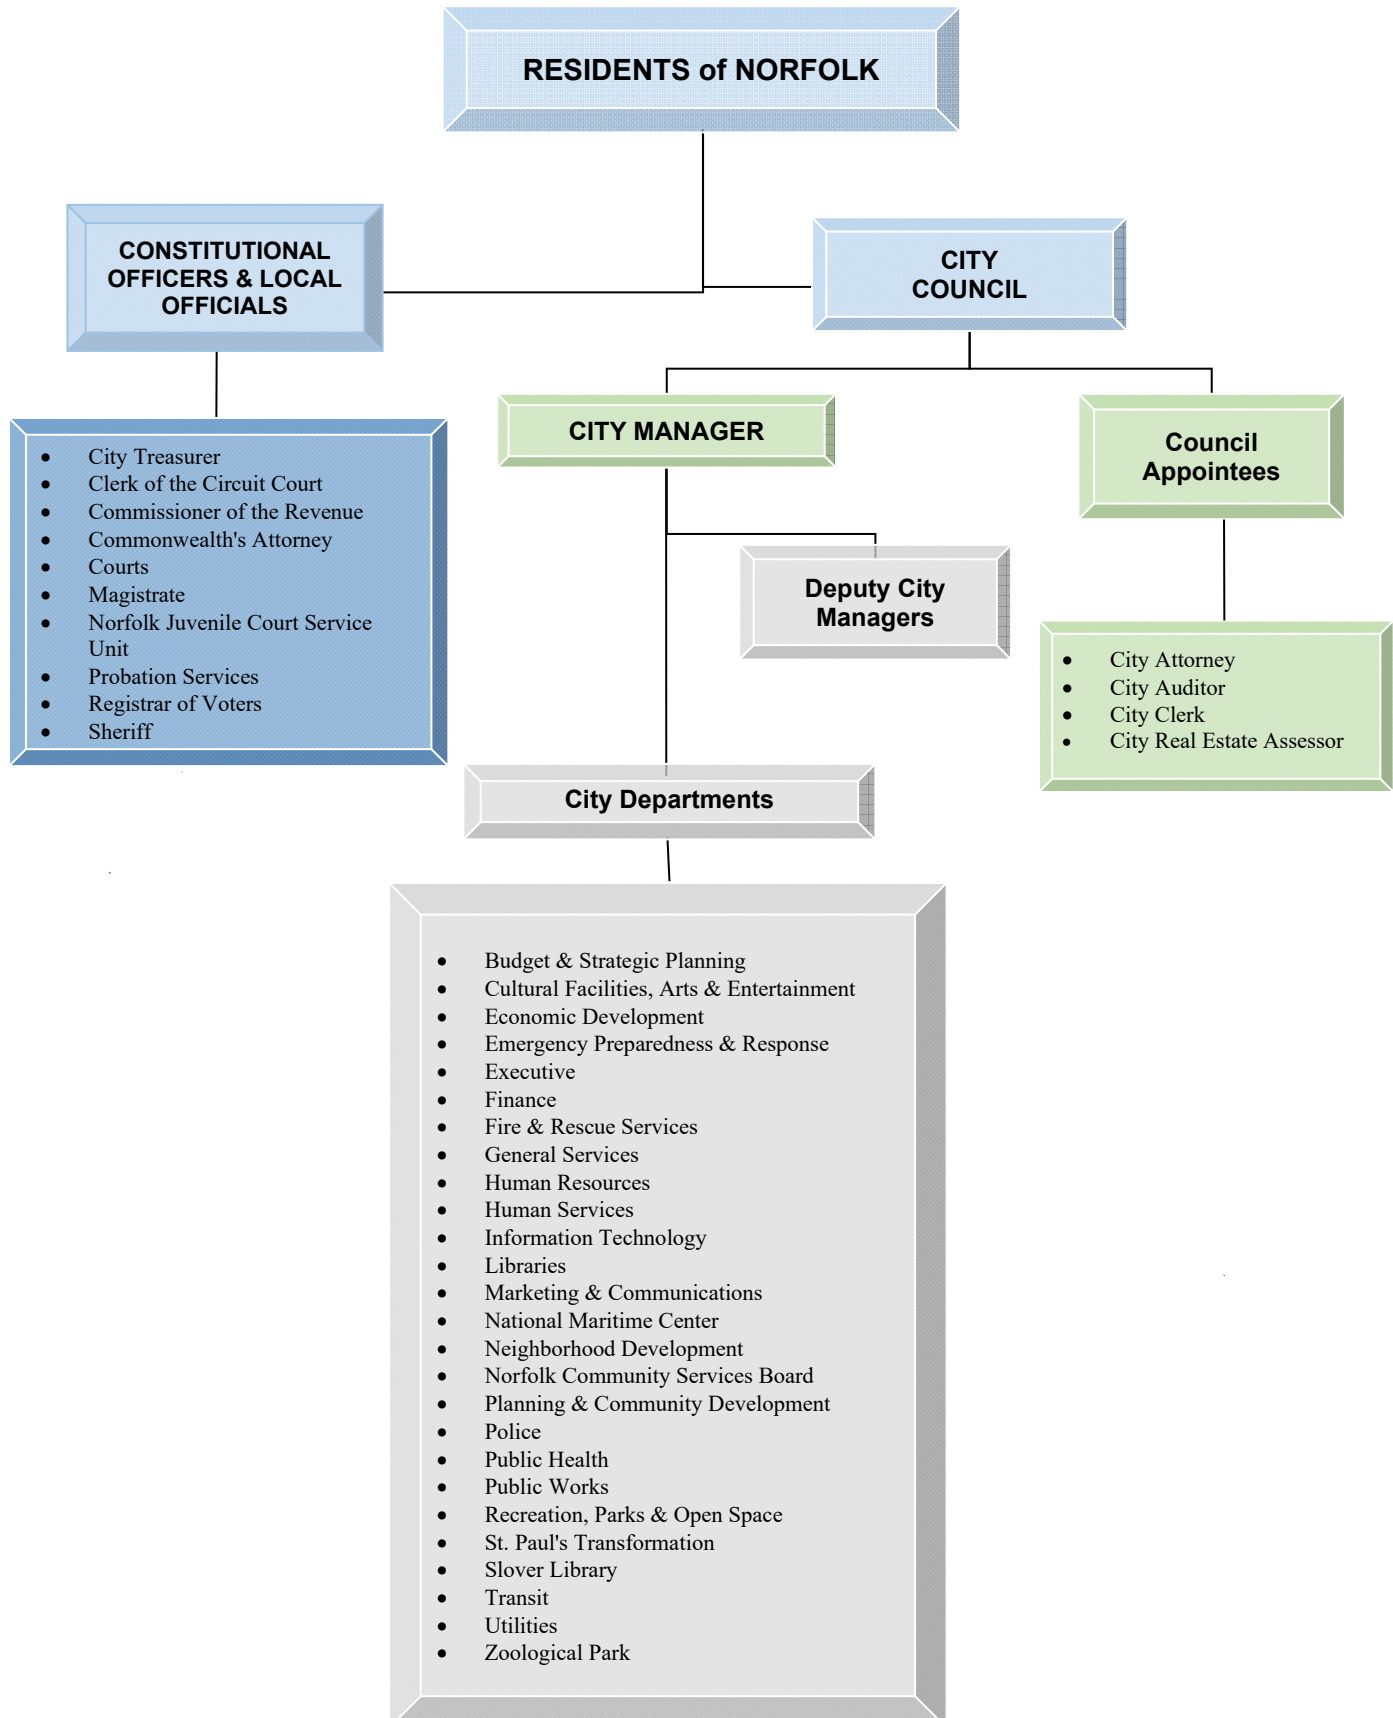 RESIDENTS of NORFOLK
CONSTITUTIONAL
OFFICERS & LOCAL
OFFICIALS
CITY
COUNCIL
CITY MANAGER
Council
Appointees
• City Treasurer
• Clerk of the Circuit Court
• Commissioner of the Revenue
• Commonwealth's Attorney
• Courts
• Magistrate
• Norfolk Juvenile Court Service
Unit
• Probation Services
• Registrar of Voters
• Sheriff
Deputy City
Managers
• City Attorney
• City Auditor
• City Clerk
• City Real Estate Assessor
City Departments
• Budget & Strategic Planning
• Cultural Facilities, Arts & Entertainment
• Economic Development
• Emergency Preparedness & Response
• Executive
• Finance
• Fire & Rescue Services
• General Services
• Human Resources
• Human Services
• Information Technology
• Libraries
• Marketing & Communications
• National Maritime Center
• Neighborhood Development
• Norfolk Community Services Board
• Planning & Community Development
• Police
• Public Health
• Public Works
• Recreation, Parks & Open Space
• St. Paul's Transformation
• Slover Library
• Transit
• Utilities
• Zoological Park